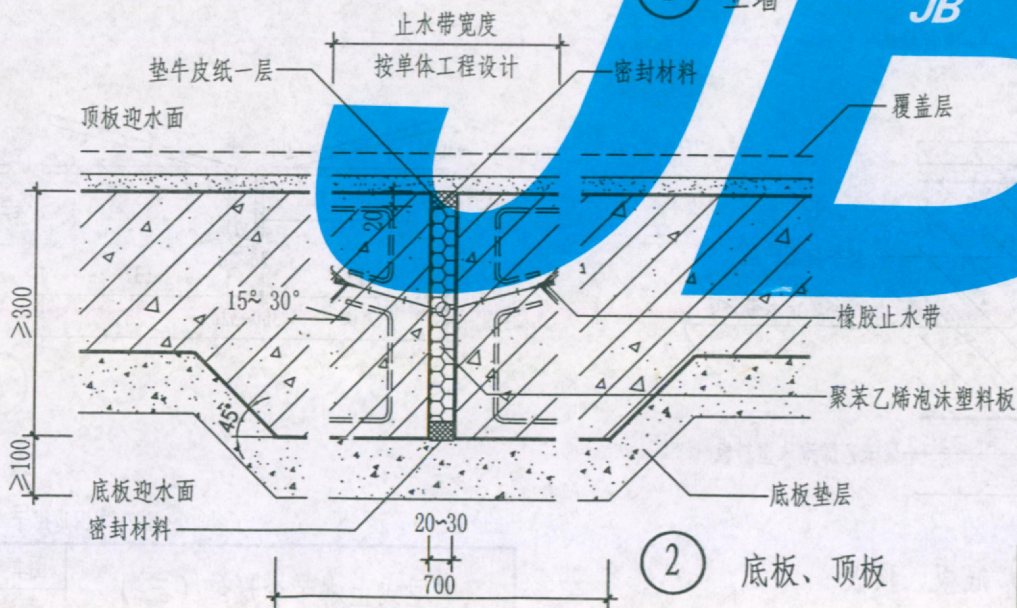 立墙
JB
止水带宽度
按单体工程设计
垫牛皮纸一层
密封材料
覆盖层
顶板迎水面
20
15°~30°
≥300
橡胶止水带
聚苯乙烯泡沫塑料板
45°
≥100
底板迎水面
密封材料
底板垫层
20~30
700
2 底板、顶板